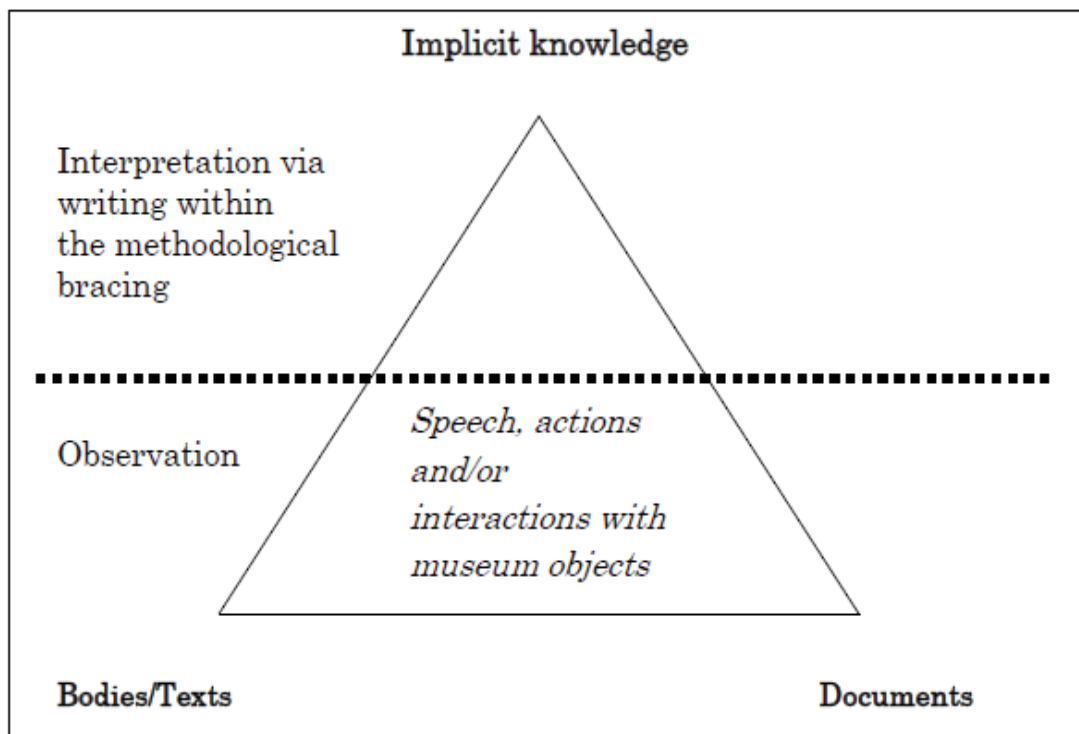 Implicit knowledge
Interpretation via
writing within
the methodological
bracing
Observation
Speech, actions
and/or
interactions with
museum objects
Bodies/Texts
Documents